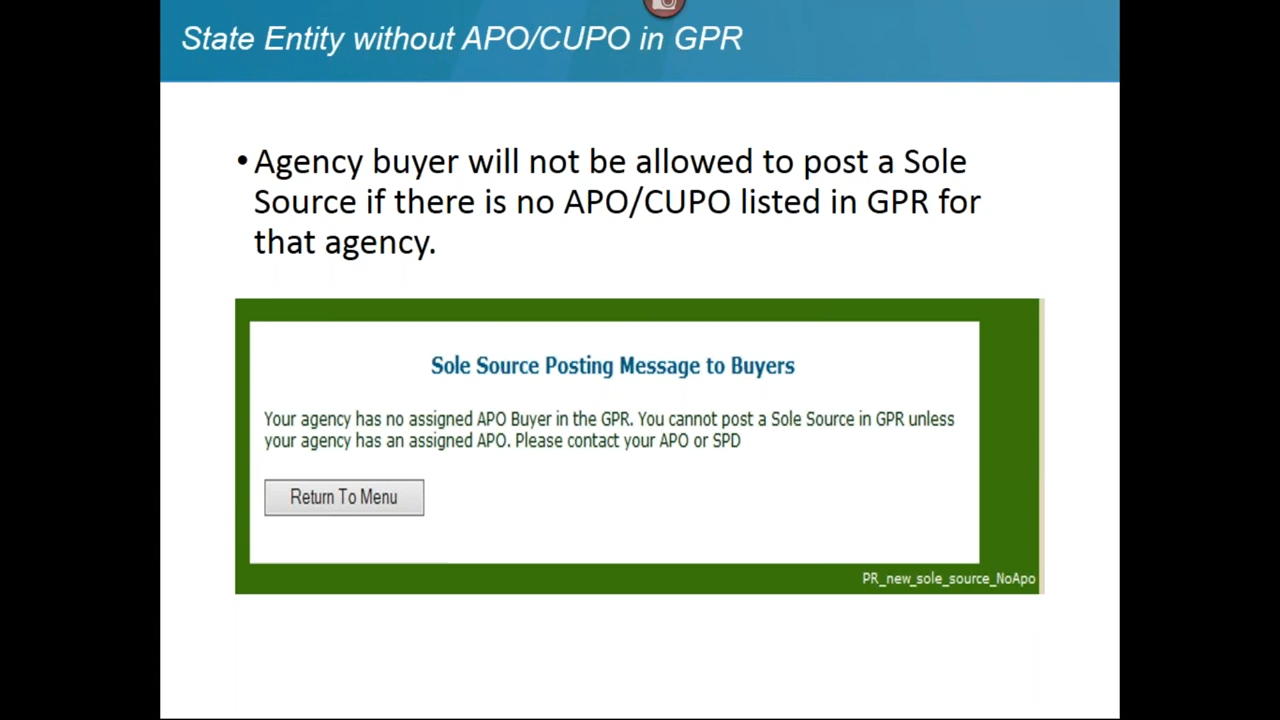 State Entity without APO/CUPO in GPR
• Agency buyer will not be allowed to post a Sole
Source if there is no APO/CUPO listed in GPR for
that agency.
Sole Source Posting Message to Buyers
Your agency has no assigned APO Buyer in the GPR. You cannot post a Sole Source in GPR unless
your agency has an assigned APO. Please contact your APO or SPD
Return To Menu
PR_new_sole_source_NoApo